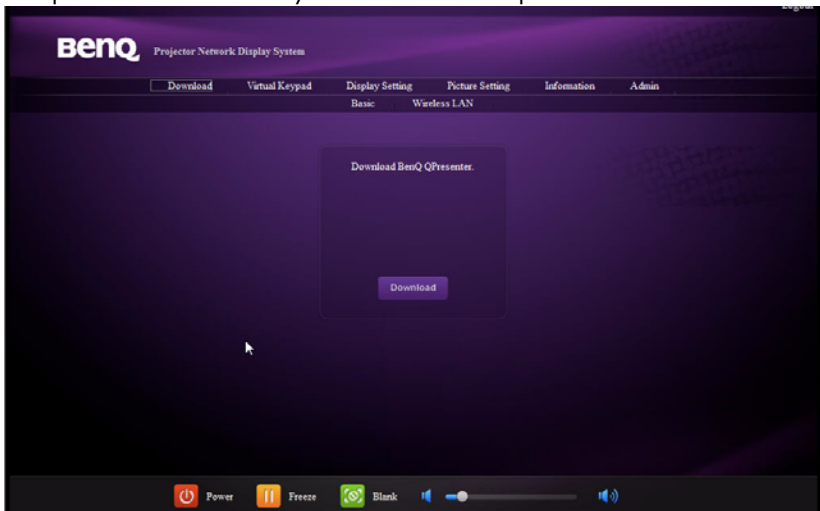 Logout
BenQ Projector Network Display System
Download Virtual Keypad Display Setting Picture Setting Information Admin
Basic Wireless LAN
Download BenQ QPresenter.
Download
Power Freeze Blank